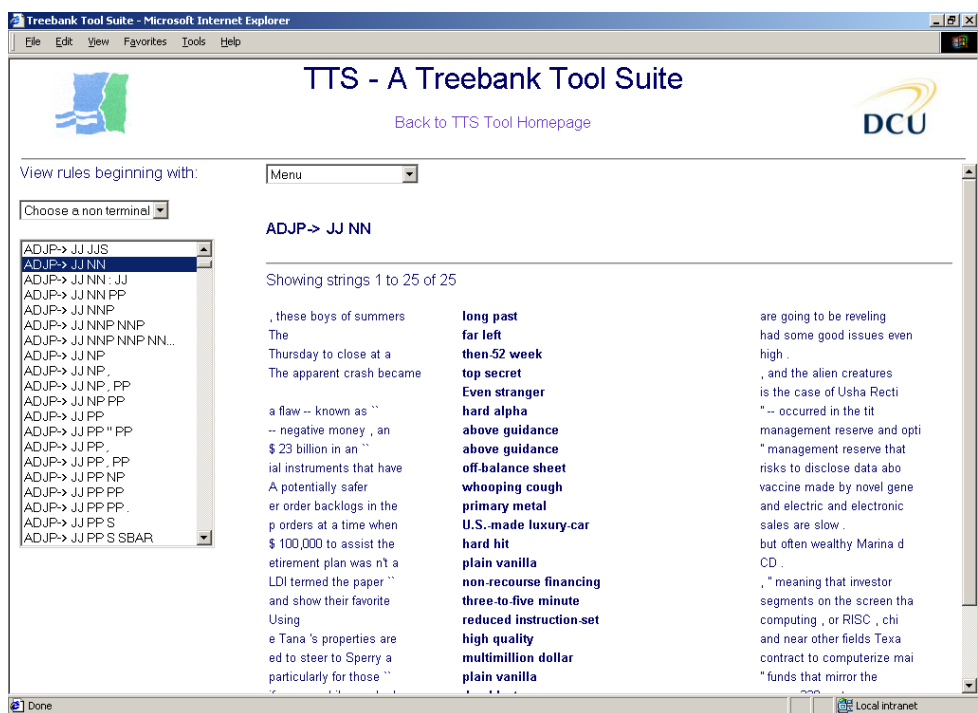 Treebank Tool Suite - Microsoft Internet Explorer
File Edit View Favorites Tools Help
TTS - A Treebank Tool Suite
Back to TTS Tool Homepage
DCU
View rules beginning with:
Menu
Choose a non terminal
ADJP-> JJ NN
ADJP-> JJ JJS
ADJP-> JJ NN
ADJP-> JJ NN : JJ
ADJP-> JJ NN PP
ADJP-> JJ NNP
ADJP-> JJ NNP NNP
ADJP-> JJ NNP NNP NN...
ADJP-> JJ NP
ADJP-> JJ NP ,
ADJP-> JJ NP , PP
ADJP-> JJ NP PP
ADJP-> JJ PP
ADJP-> JJ PP '' PP
ADJP-> JJ PP ,
ADJP-> JJ PP , PP
ADJP-> JJ PP NP
ADJP-> JJ PP PP
ADJP-> JJ PP PP .
ADJP-> JJ PP S
ADJP-> JJ PP S SBAR
Showing strings 1 to 25 of 25
, these boys of summers long past are going to be reveling
The far left had some good issues even
Thursday to close at a then-52 week high .
The apparent crash became top secret , and the alien creatures
Even stranger is the case of Usha Recti
a flaw -- known as `` hard alpha '' -- occurred in the tit
-- negative money , an above guidance management reserve and opti
$ 23 billion in an `` above guidance '' management reserve that
ial instruments that have off-balance sheet risks to disclose data abo
A potentially safer whooping cough vaccine made by novel gene
er order backlogs in the primary metal and electric and electronic
p orders at a time when U.S.-made luxury-car sales are slow .
$ 100,000 to assist the hard hit but often wealthy Marina d
etirement plan was n't a plain vanilla CD .
LDI termed the paper `` non-recourse financing , '' meaning that investor
and show their favorite three-to-five minute segments on the screen tha
Using reduced instruction-set computing , or RISC , chi
e Tana 's properties are high quality and near other fields Texa
ed to steer to Sperry a multimillion dollar contract to computerize mai
particularly for those `` plain vanilla '' funds that mirror the
Done
Local intranet